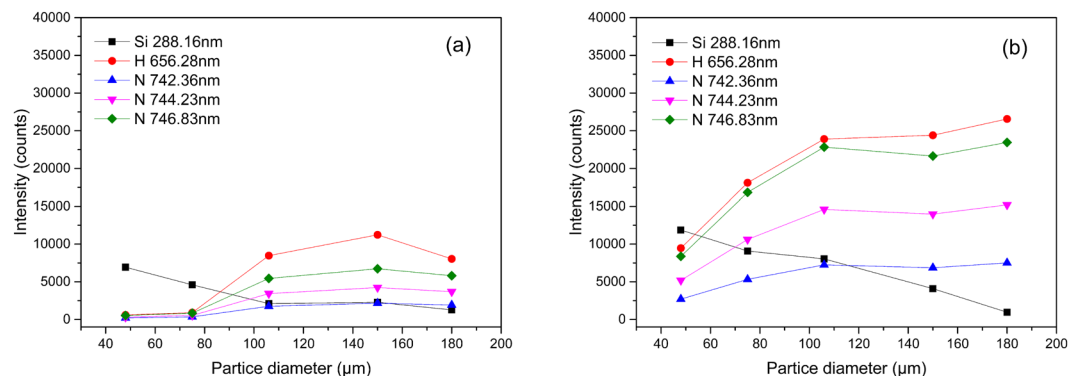 40000
35000
30000
25000
20000
15000
10000
5000
0
Intensity (counts)
Si 288.16nm
H 656.28nm
N 742.36nm
N 744.23nm
N 746.83nm
(a)
40 60 80 100 120 140 160 180 200
Partice diameter (μm)
40000
35000
30000
25000
20000
15000
10000
5000
0
Intensity (counts)
Si 288.16nm
H 656.28nm
N 742.36nm
N 744.23nm
N 746.83nm
(b)
40 60 80 100 120 140 160 180 200
Partice diameter (μm)